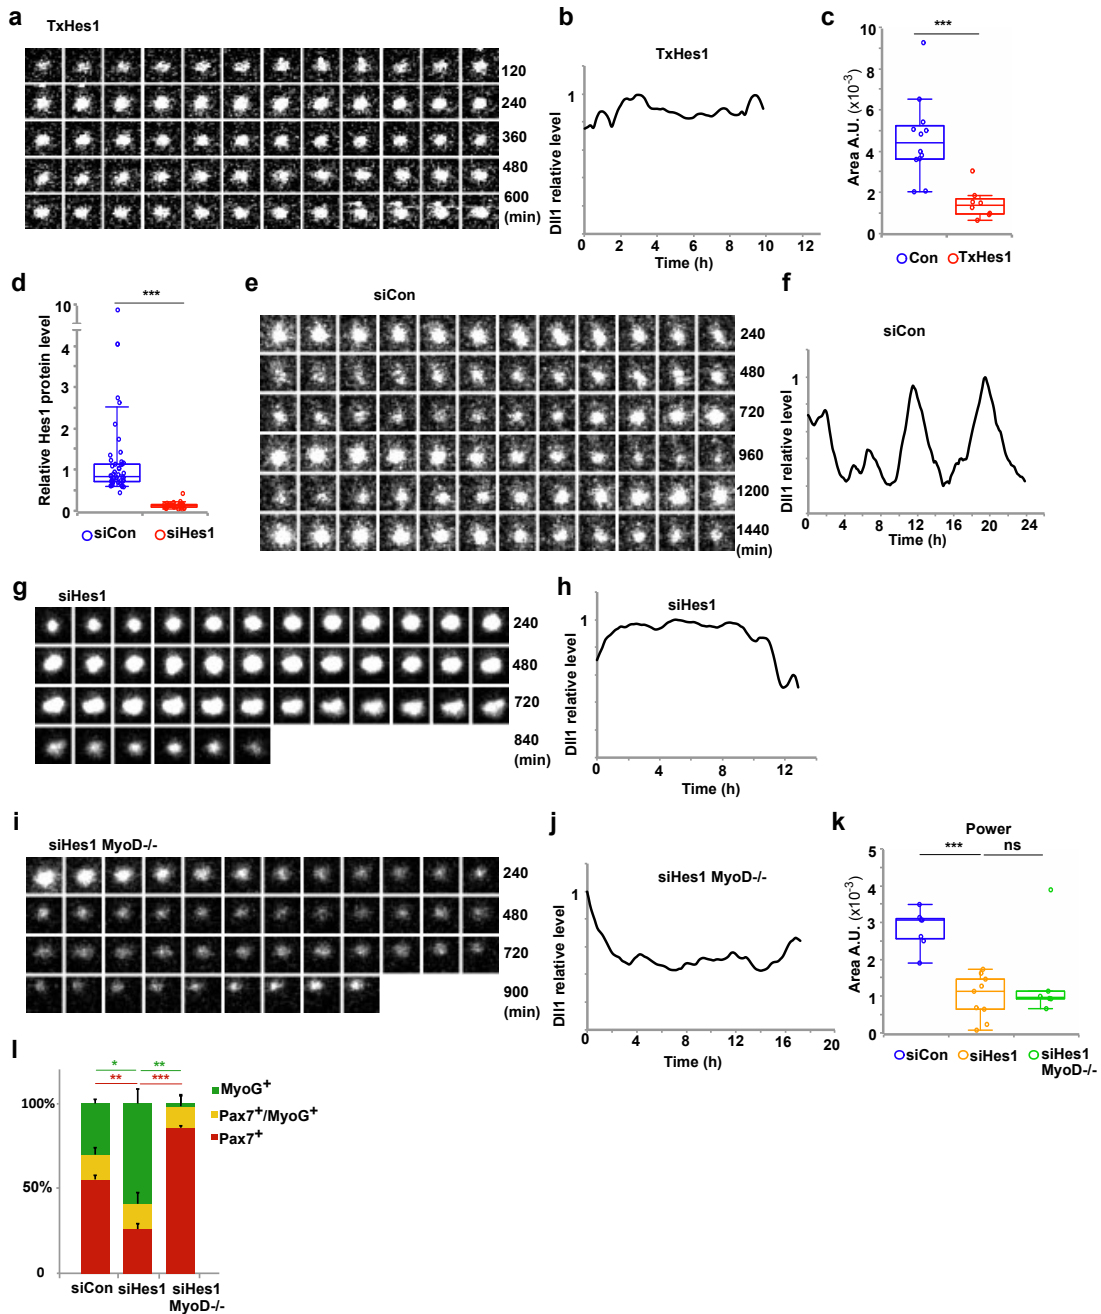 a
TxHes1
120
240
360
480
600
(min)
b
TxHes1
Dll1 relative level
1
0
0 2 4 6 8 10 12
Time (h)
c
***
Area A.U. (x10-3)
10
8
6
4
2
0
Con TxHes1
d
***
Relative Hes1 protein level
10
4
3
2
1
0
siCon siHes1
e
siCon
240
480
720
960
1200
1440
(min)
f
siCon
Dll1 relative level
1
0
0 4 8 12 16 20 24
Time (h)
g
siHes1
240
480
720
840
(min)
h
siHes1
Dll1 relative level
1
0
0 4 8 12
Time (h)
i
siHes1 MyoD-/-
240
480
720
900
(min)
j
siHes1 MyoD-/-
Dll1 relative level
1
0
0 4 8 12 16 20
Time (h)
k
Power
*** ns
Area A.U. (x10-3)
5
4
3
2
1
0
siCon siHes1 siHes1
MyoD-/-
l
* **
** ***
100%
50%
0
MyoG+
Pax7+/MyoG+
Pax7+
siCon siHes1 siHes1
MyoD-/-